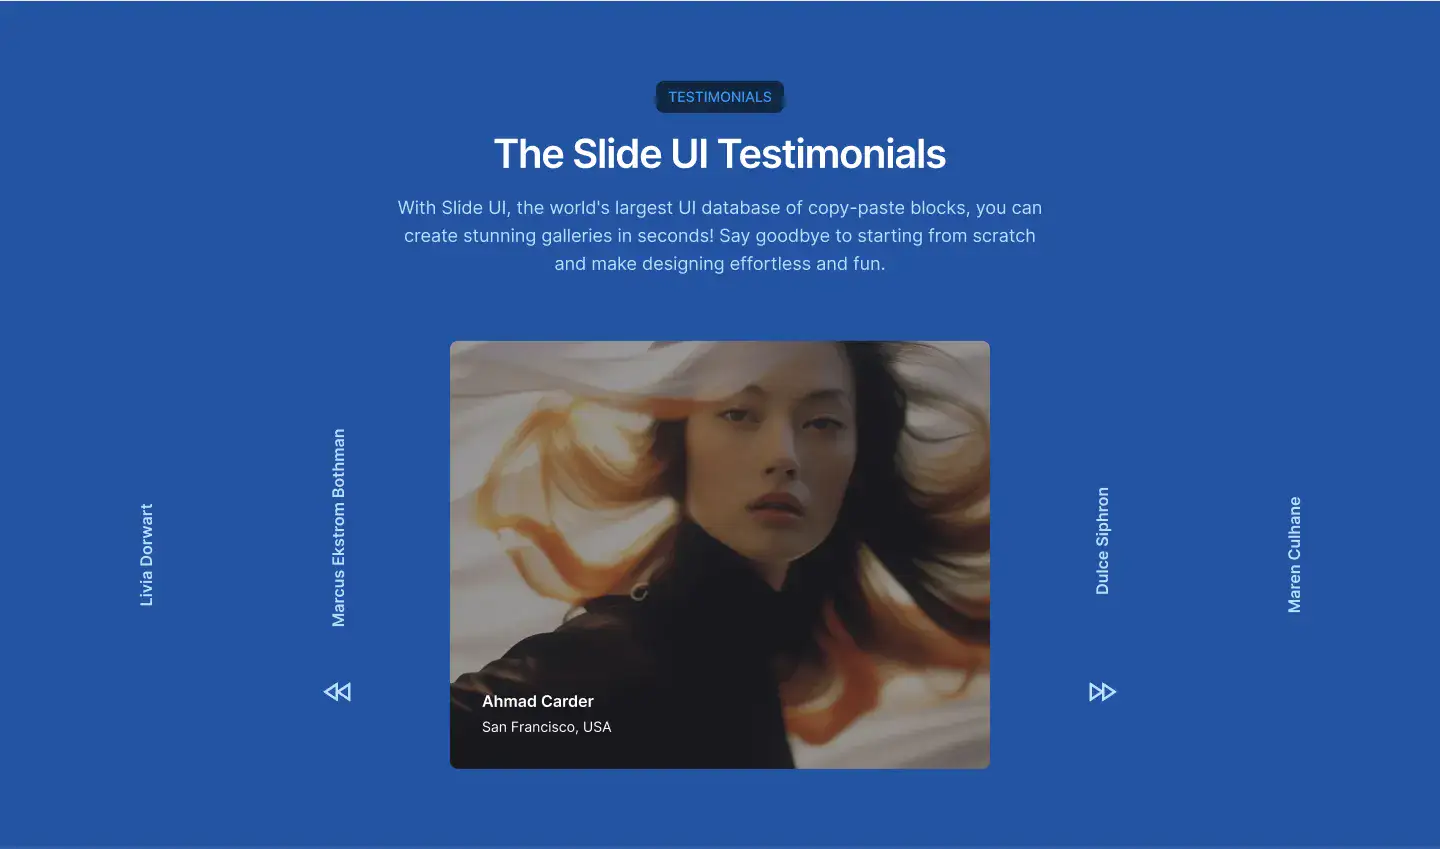 TESTIMONIALS
The Slide UI Testimonials
With Slide UI, the world's largest UI database of copy-paste blocks, you can
create stunning galleries in seconds! Say goodbye to starting from scratch
and make designing effortless and fun.
Livia Dorwart
Marcus Ekstrom Bothman
Ahmad Carder
San Francisco, USA
Dulce Siphron
Maren Culhane